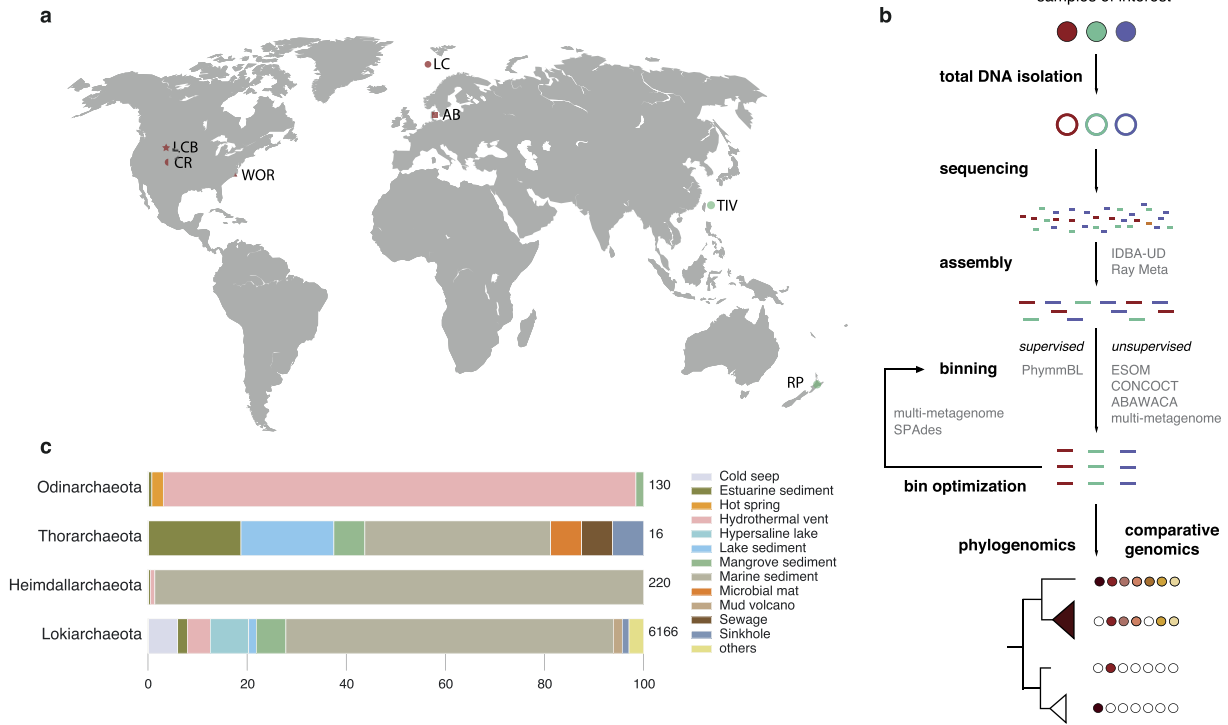 a
LC
AB
LCB
CR
WOR
TIV
RP
b
samples of interest
total DNA isolation
sequencing
assembly
IDBA-UD
Ray Meta
supervised
unsupervised
binning
PhymmBL
ESOM
CONCOCT
ABAWACA
multi-metagenome
multi-metagenome
SPAdes
bin optimization
phylogenomics
comparative
genomics
c
Odinarchaeota
130
Thorarchaeota
16
Heimdallarchaeota
220
Lokiarchaeota
6166
0
20
40
60
80
100
Cold seep
Estuarine sediment
Hot spring
Hydrothermal vent
Hypersaline lake
Lake sediment
Mangrove sediment
Marine sediment
Microbial mat
Mud volcano
Sewage
Sinkhole
others